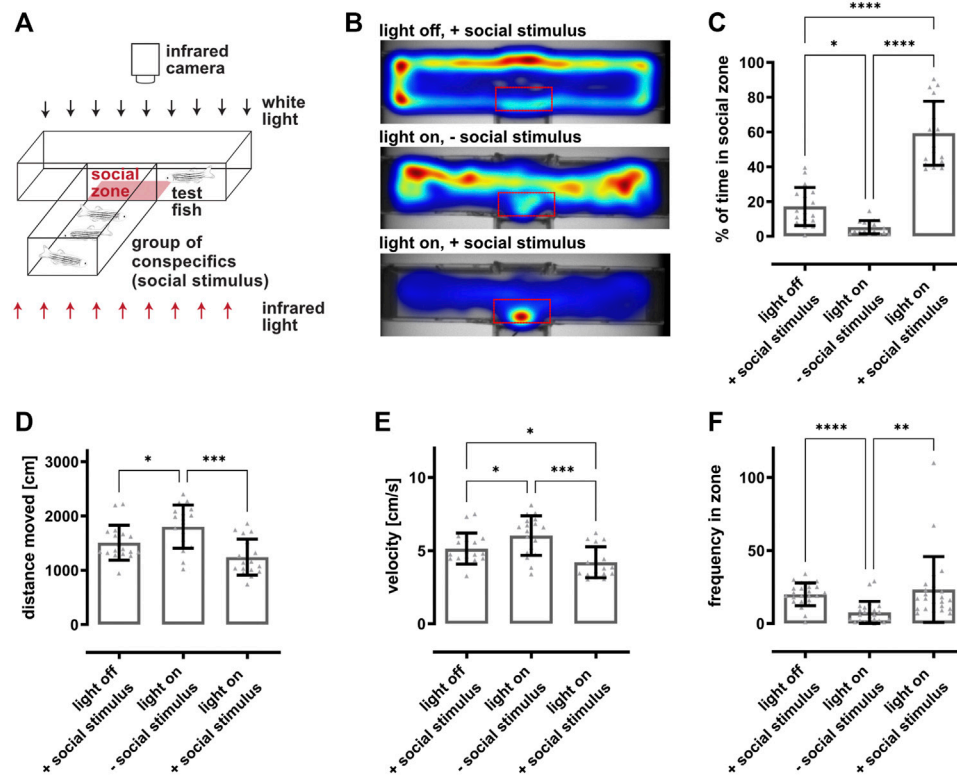 A
infrared
camera
white
light
social
zone
test
fish
group of
conspecifics
(social stimulus)
infrared
light
B
light off, + social stimulus
light on, - social stimulus
light on, + social stimulus
C
****
*
****
% of time in social zone
100
80
60
40
20
0
light off
+ social stimulus
light on
- social stimulus
light on
+ social stimulus
D
*
***
distance moved [cm]
3000
2000
1000
0
light off
+ social stimulus
light on
- social stimulus
light on
+ social stimulus
E
*
*
***
velocity [cm/s]
10
5
0
light off
+ social stimulus
light on
- social stimulus
light on
+ social stimulus
F
****
**
frequency in zone
100
50
0
light off
+ social stimulus
light on
- social stimulus
light on
+ social stimulus